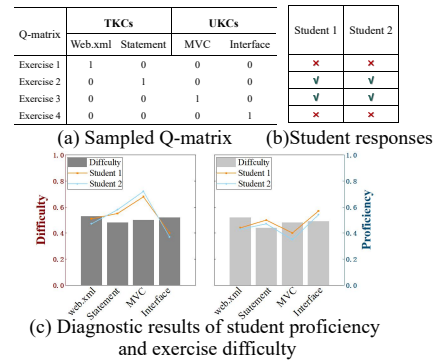 Q-matrix TKCs UKCs
Web.xml Statement MVC Interface
Exercise 1 1 0 0 0
Exercise 2 0 1 0 0
Exercise 3 0 0 1 0
Exercise 4 0 0 0 1
Student 1 Student 2
× ×
√ √
√ √
× ×
(a) Sampled Q-matrix
(b)Student responses
Difficulty
1.0
0.8
0.6
0.4
0.2
0.0
Diffculty
Student 1
Student 2
web.xml Statement MVC Interface
Diffculty
Student 1
Student 2
web.xml Statement MVC Interface
1.0
0.8
0.6
0.4
0.2
0.0
Proficiency
(c) Diagnostic results of student proficiency
and exercise difficulty